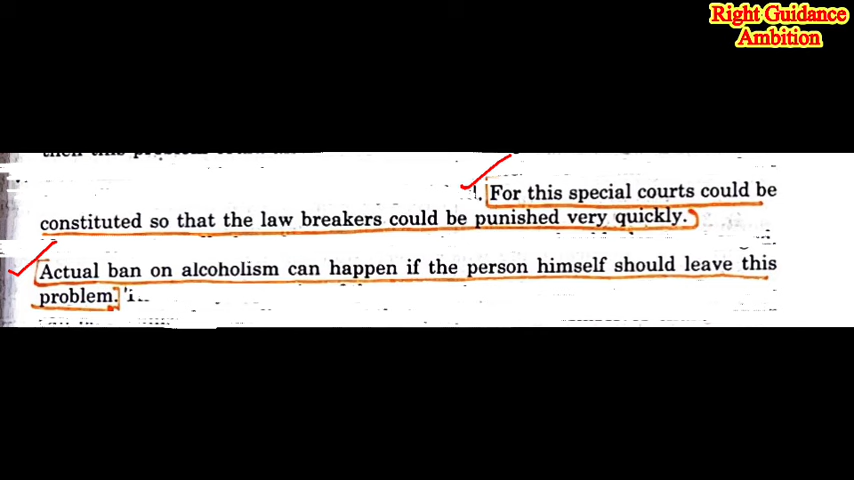 Right Guidance
Ambition
For this special courts could be
constituted so that the law breakers could be punished very quickly.
Actual ban on alcoholism can happen if the person himself should leave this
problem.